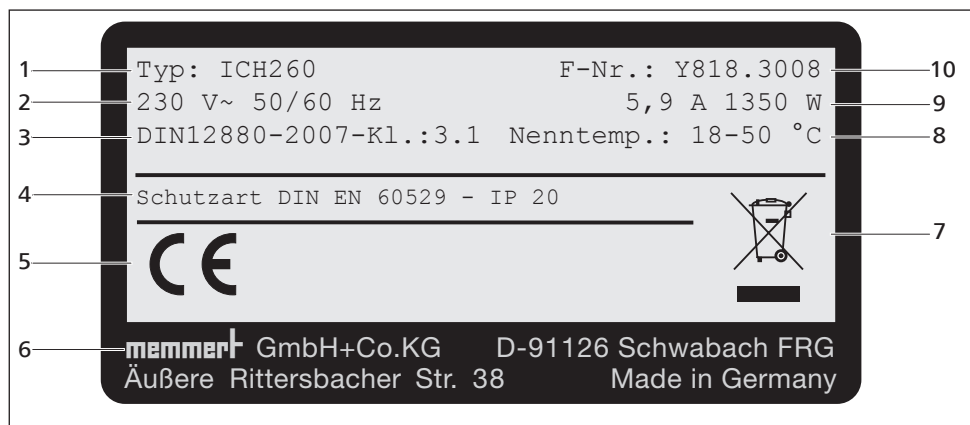 1 Typ: ICH260 F-Nr.: Y818.3008 10
2 230 V~ 50/60 Hz 5,9 A 1350 W 9
3 DIN12880-2007-Kl.:3.1 Nenntemp.: 18-50 °C 8
4 Schutzart DIN EN 60529 - IP 20
7
5 CE
6 memmert GmbH+Co.KG D-91126 Schwabach FRG
Äußere Rittersbacher Str. 38 Made in Germany